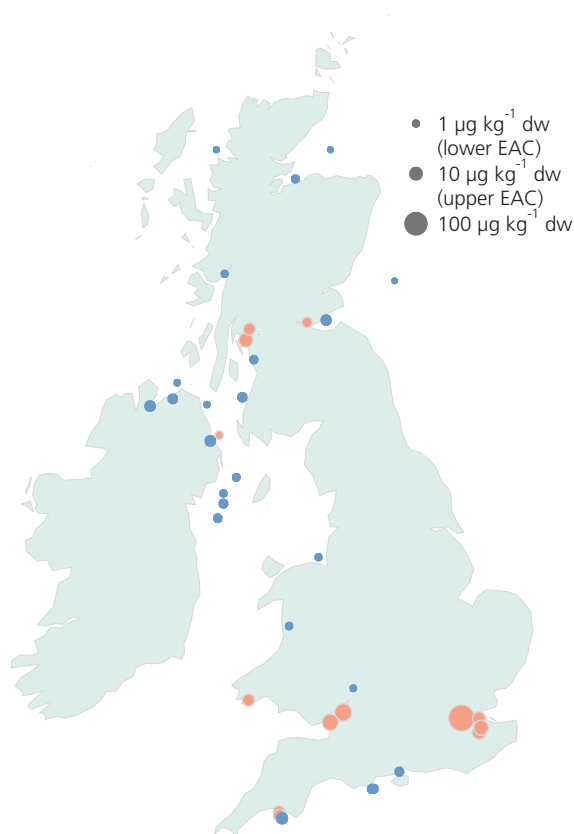 1 µg kg⁻¹ dw
(lower EAC)
10 µg kg⁻¹ dw
(upper EAC)
100 µg kg⁻¹ dw